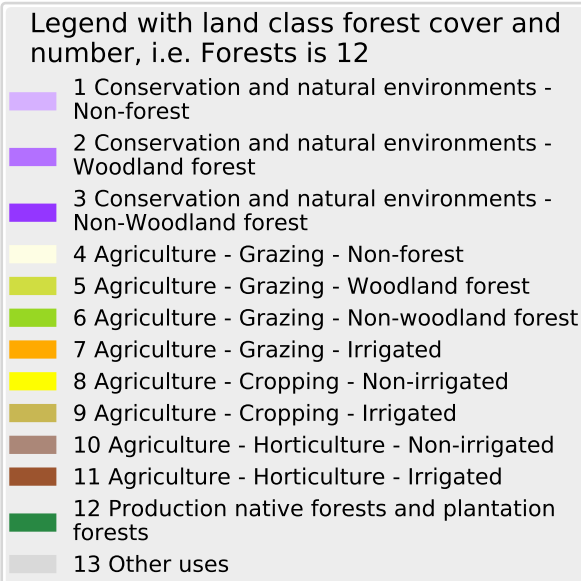 Legend with land class forest cover and
number, i.e. Forests is 12
1 Conservation and natural environments -
Non-forest
2 Conservation and natural environments -
Woodland forest
3 Conservation and natural environments -
Non-Woodland forest
4 Agriculture - Grazing - Non-forest
5 Agriculture - Grazing - Woodland forest
6 Agriculture - Grazing - Non-woodland forest
7 Agriculture - Grazing - Irrigated
8 Agriculture - Cropping - Non-irrigated
9 Agriculture - Cropping - Irrigated
10 Agriculture - Horticulture - Non-irrigated
11 Agriculture - Horticulture - Irrigated
12 Production native forests and plantation
forests
13 Other uses